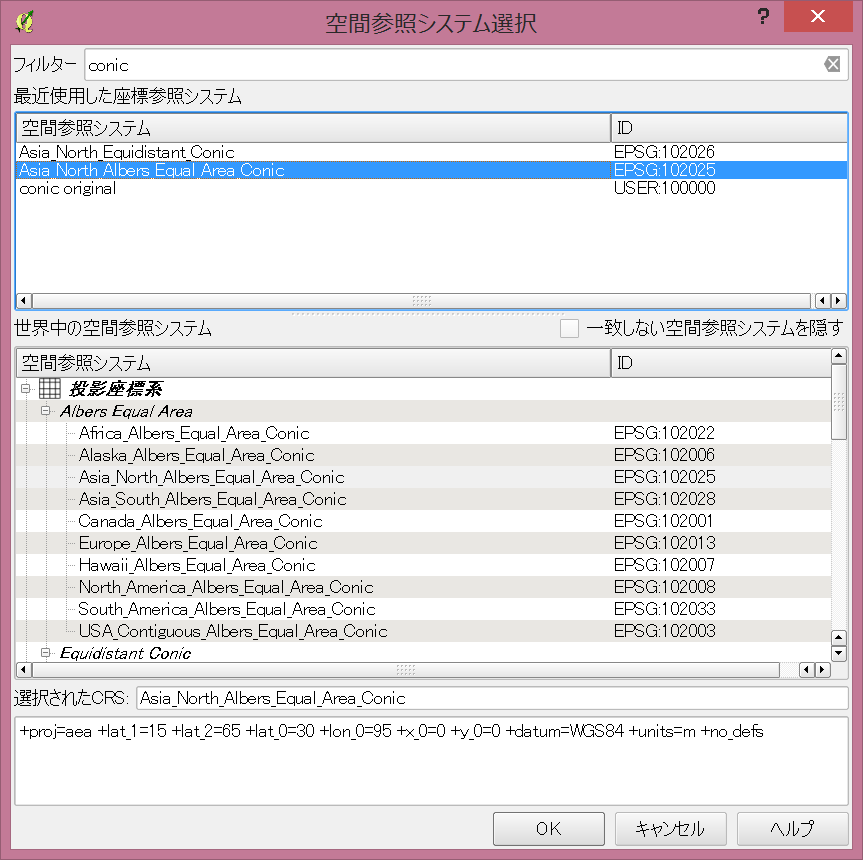 空間参照システム選択
?
フィルター conic
最近使用した座標参照システム
空間参照システム ID
Asia_North_Equidistant_Conic EPSG:102026
Asia_North_Albers_Equal_Area_Conic EPSG:102025
conic original USER:100000
世界中の空間参照システム 一致しない空間参照システムを隠す
空間参照システム ID
投影座標系
Albers Equal Area
Africa_Albers_Equal_Area_Conic EPSG:102022
Alaska_Albers_Equal_Area_Conic EPSG:102006
Asia_North_Albers_Equal_Area_Conic EPSG:102025
Asia_South_Albers_Equal_Area_Conic EPSG:102028
Canada_Albers_Equal_Area_Conic EPSG:102001
Europe_Albers_Equal_Area_Conic EPSG:102013
Hawaii_Albers_Equal_Area_Conic EPSG:102007
North_America_Albers_Equal_Area_Conic EPSG:102008
South_America_Albers_Equal_Area_Conic EPSG:102033
USA_Contiguous_Albers_Equal_Area_Conic EPSG:102003
Equidistant Conic
選択されたCRS: Asia_North_Albers_Equal_Area_Conic
+proj=aea +lat_1=15 +lat_2=65 +lat_0=30 +lon_0=95 +x_0=0 +y_0=0 +datum=WGS84 +units=m +no_defs
OK キャンセル ヘルプ